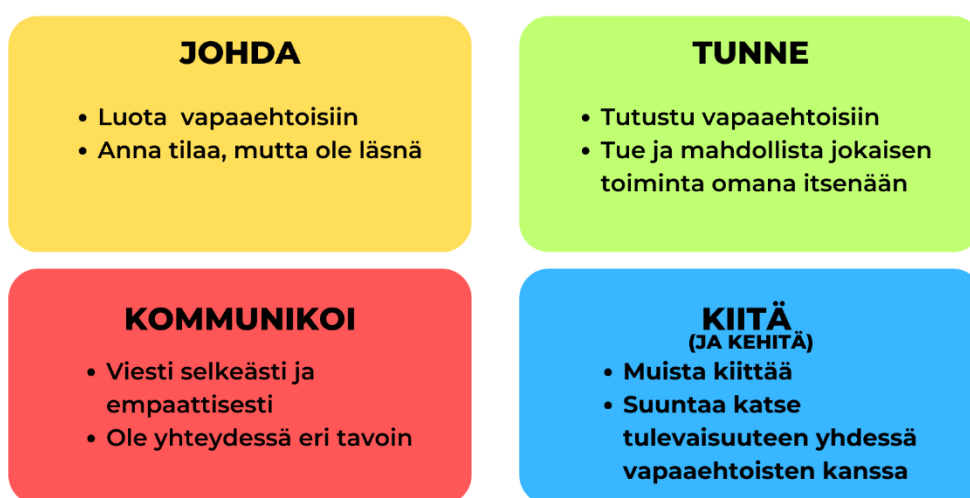 JOHDA
• Luota vapaaehtoisiin
• Anna tilaa, mutta ole läsnä
TUNNE
• Tutustu vapaaehtoisiin
• Tue ja mahdollista jokaisen
toiminta omana itsenään
KOMMUNIKOI
• Viesti selkeästi ja
empaattisesti
• Ole yhteydessä eri tavoin
KIITÄ
(JA KEHITÄ)
• Muista kiittää
• Suuntaa katse
tulevaisuuteen yhdessä
vapaaehtoisten kanssa